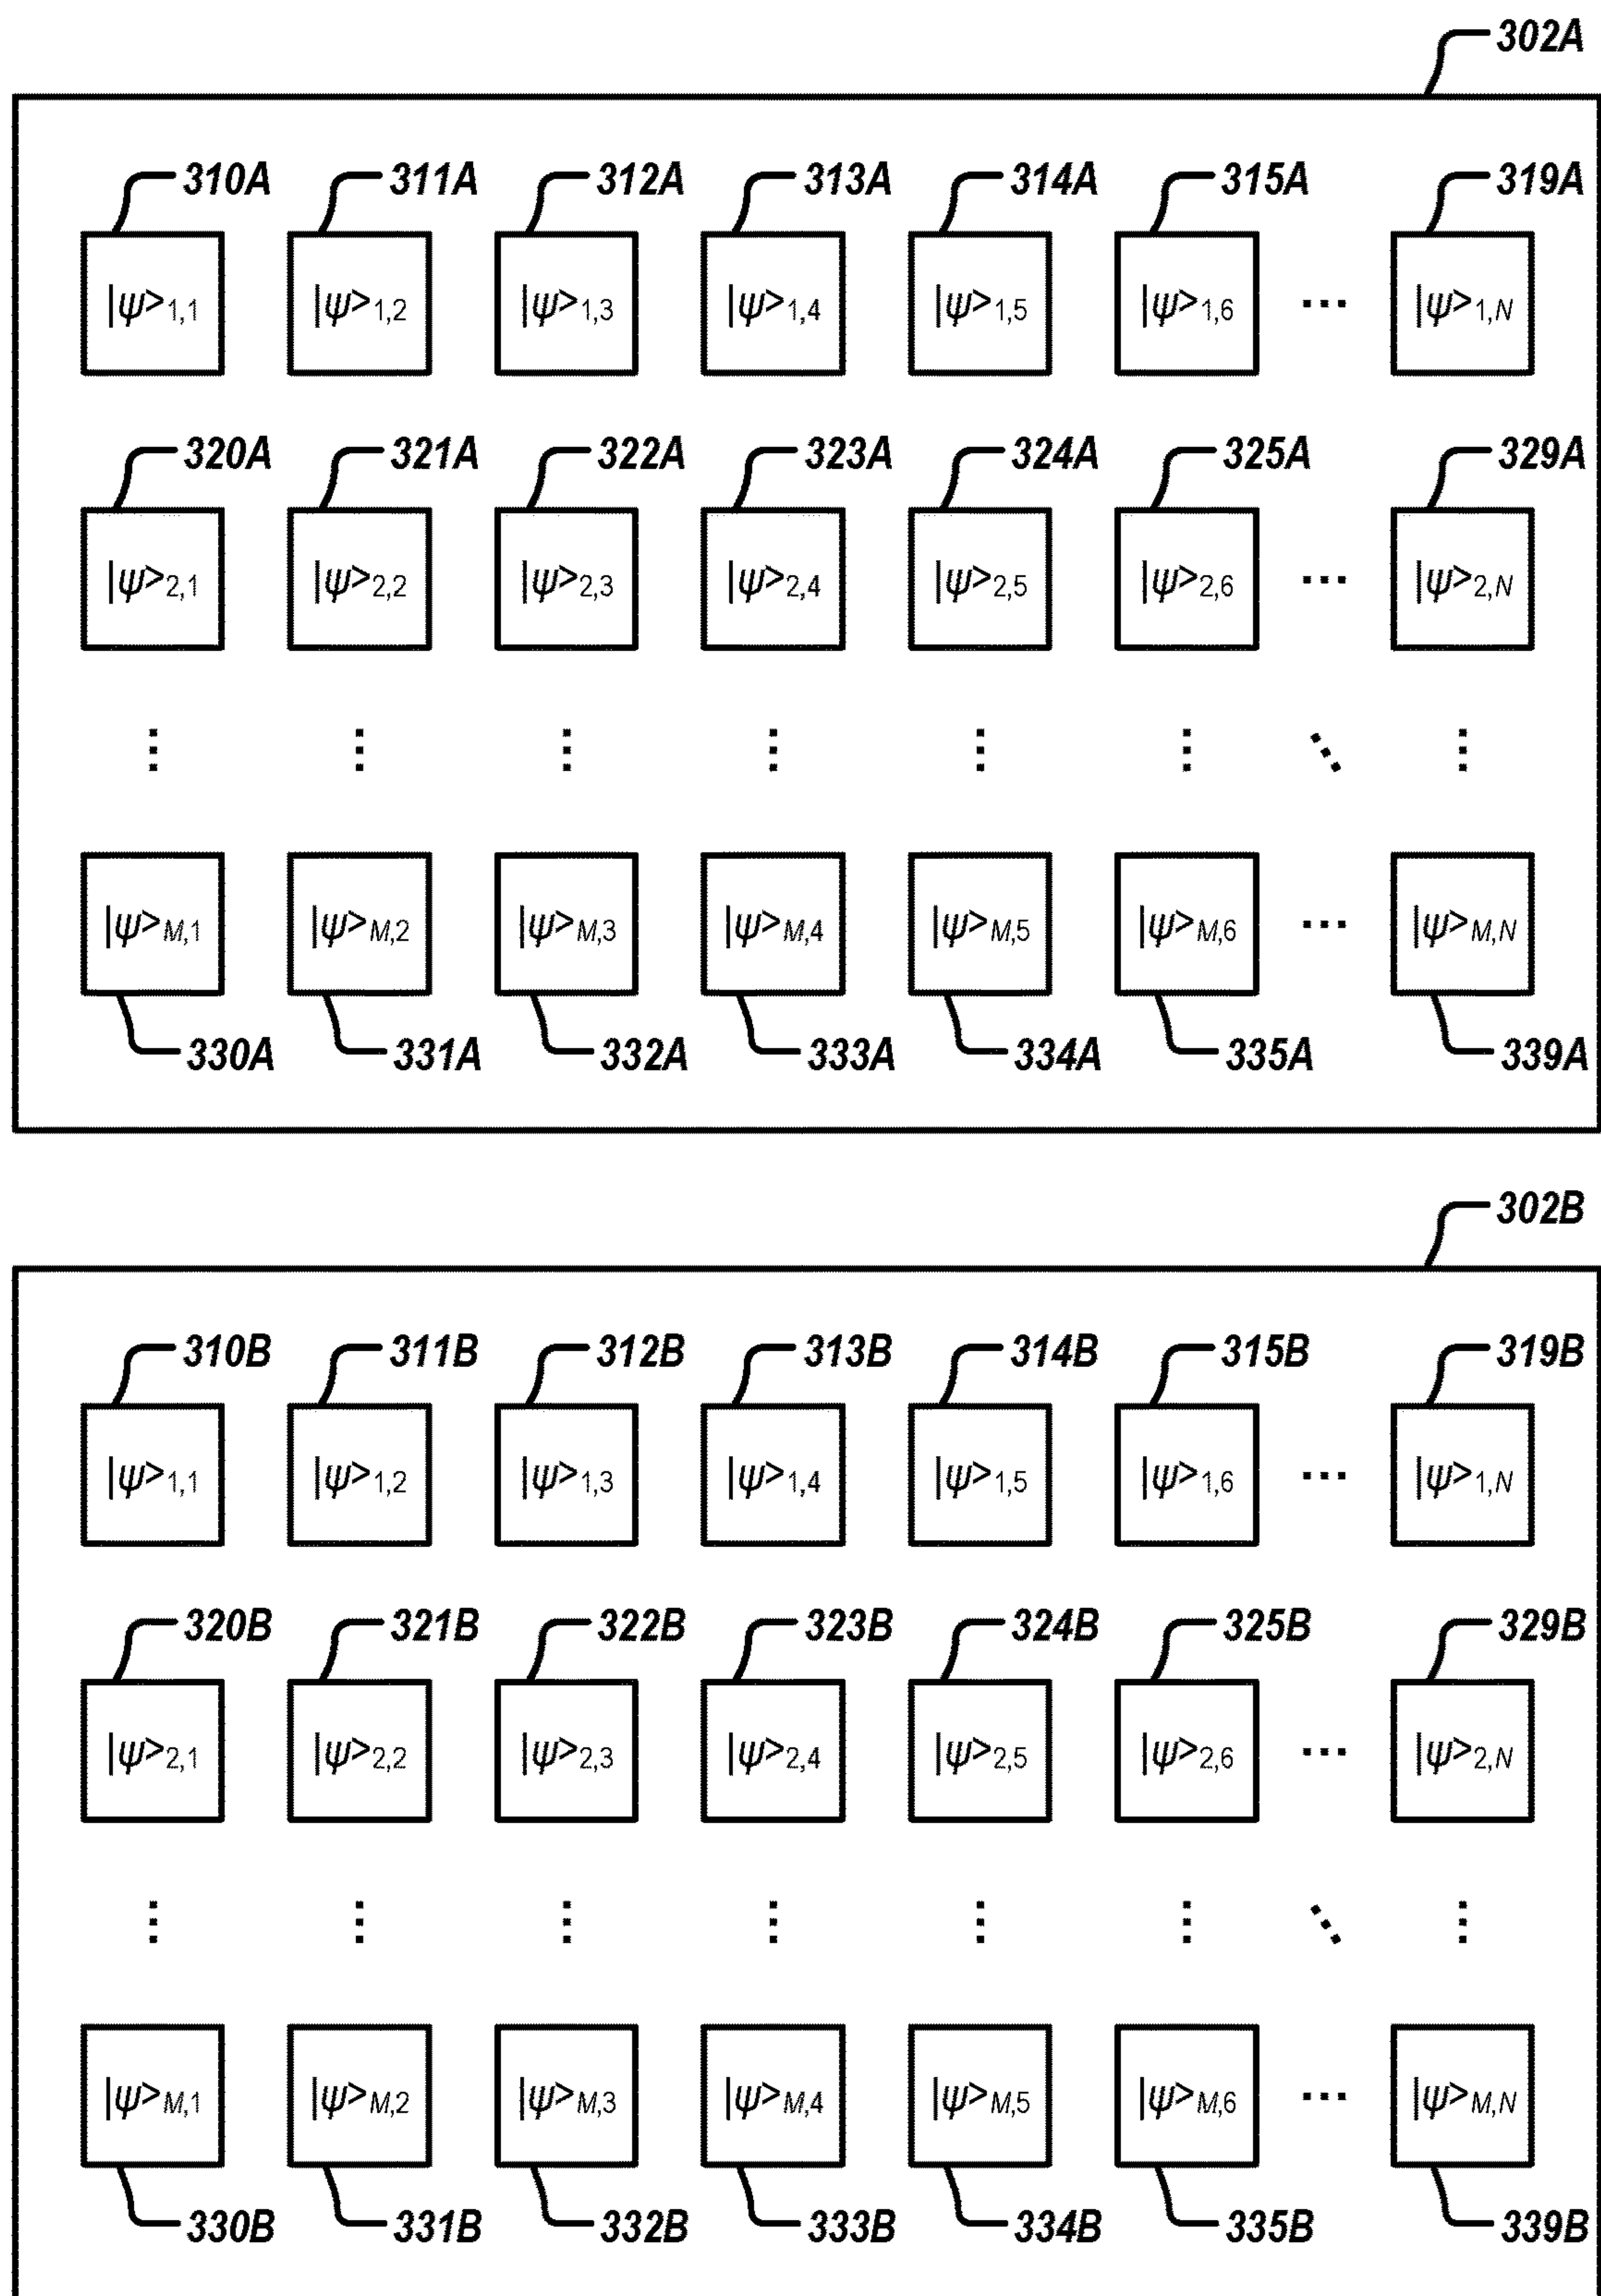 302A
310A 311A 312A 313A 314A 315A 319A
|ψ>1,1 |ψ>1,2 |ψ>1,3 |ψ>1,4 |ψ>1,5 |ψ>1,6 ... |ψ>1,N
320A 321A 322A 323A 324A 325A 329A
|ψ>2,1 |ψ>2,2 |ψ>2,3 |ψ>2,4 |ψ>2,5 |ψ>2,6 ... |ψ>2,N
|ψ>M,1 |ψ>M,2 |ψ>M,3 |ψ>M,4 |ψ>M,5 |ψ>M,6 ... |ψ>M,N
330A 331A 332A 333A 334A 335A 339A
302B
310B 311B 312B 313B 314B 315B 319B
|ψ>1,1 |ψ>1,2 |ψ>1,3 |ψ>1,4 |ψ>1,5 |ψ>1,6 ... |ψ>1,N
320B 321B 322B 323B 324B 325B 329B
|ψ>2,1 |ψ>2,2 |ψ>2,3 |ψ>2,4 |ψ>2,5 |ψ>2,6 ... |ψ>2,N
|ψ>M,1 |ψ>M,2 |ψ>M,3 |ψ>M,4 |ψ>M,5 |ψ>M,6 ... |ψ>M,N
330B 331B 332B 333B 334B 335B 339B